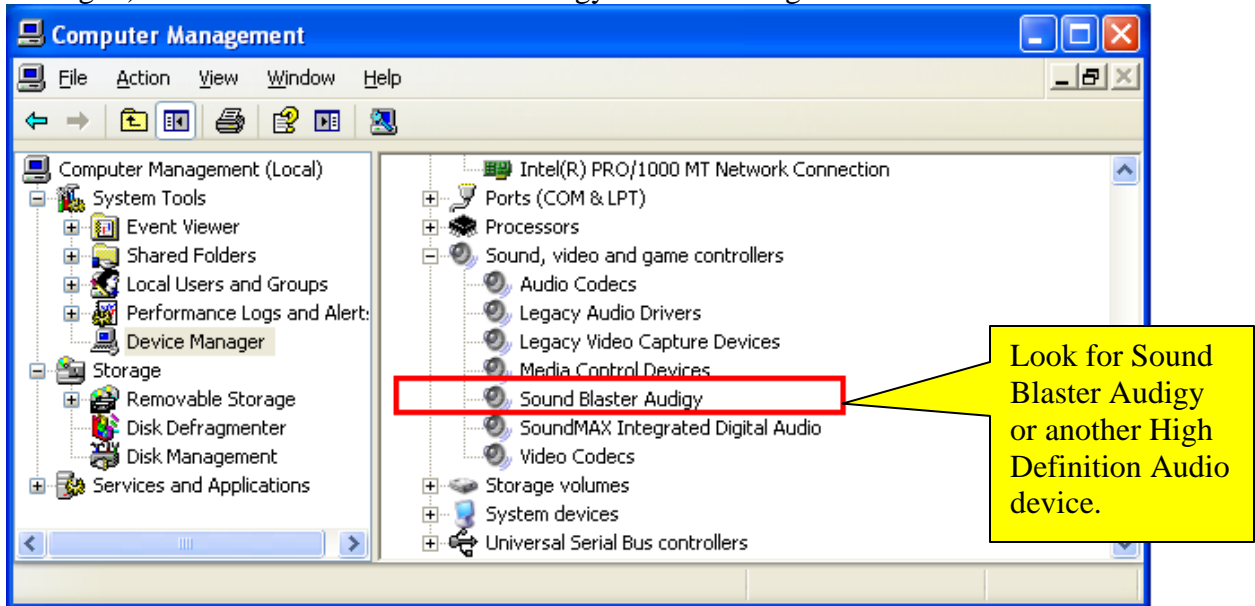 Computer Management
File Action View Window Help
Computer Management (Local)
System Tools
Event Viewer
Shared Folders
Local Users and Groups
Performance Logs and Alert:
Device Manager
Storage
Removable Storage
Disk Defragmenter
Disk Management
Services and Applications
Intel(R) PRO/1000 MT Network Connection
Ports (COM & LPT)
Processors
Sound, video and game controllers
Audio Codecs
Legacy Audio Drivers
Legacy Video Capture Devices
Media Control Devices
Sound Blaster Audigy
SoundMAX Integrated Digital Audio
Video Codecs
Storage volumes
System devices
Universal Serial Bus controllers
Look for Sound
Blaster Audigy
or another High
Definition Audio
device.